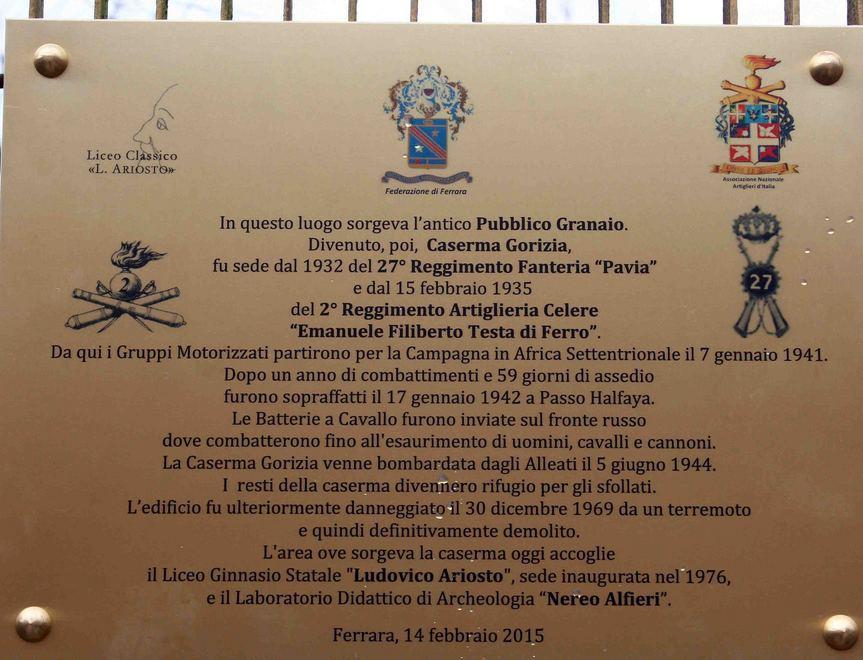 Liceo Classico
«L. ARIOSTO»
Federazione di Ferrara
Associazione Nazionale
Artiglieri d'Italia
In questo luogo sorgeva l'antico Pubblico Granaio.
Divenuto, poi, Caserma Gorizia,
fu sede dal 1932 del 27° Reggimento Fanteria “Pavia”
e dal 15 febbraio 1935
del 2° Reggimento Artiglieria Celere
“Emanuele Filiberto Testa di Ferro”.
2
27
Da qui i Gruppi Motorizzati partirono per la Campagna in Africa Settentrionale il 7 gennaio 1941.
Dopo un anno di combattimenti e 59 giorni di assedio
furono sopraffatti il 17 gennaio 1942 a Passo Halfaya.
Le Batterie a Cavallo furono inviate sul fronte russo
dove combatterono fino all'esaurimento di uomini, cavalli e cannoni.
La Caserma Gorizia venne bombardata dagli Alleati il 5 giugno 1944.
I resti della caserma divennero rifugio per gli sfollati.
L'edificio fu ulteriormente danneggiato il 30 dicembre 1969 da un terremoto
e quindi definitivamente demolito.
L'area ove sorgeva la caserma oggi accoglie
il Liceo Ginnasio Statale "Ludovico Ariosto", sede inaugurata nel 1976,
e il Laboratorio Didattico di Archeologia “Nereo Alfieri”.
Ferrara, 14 febbraio 2015